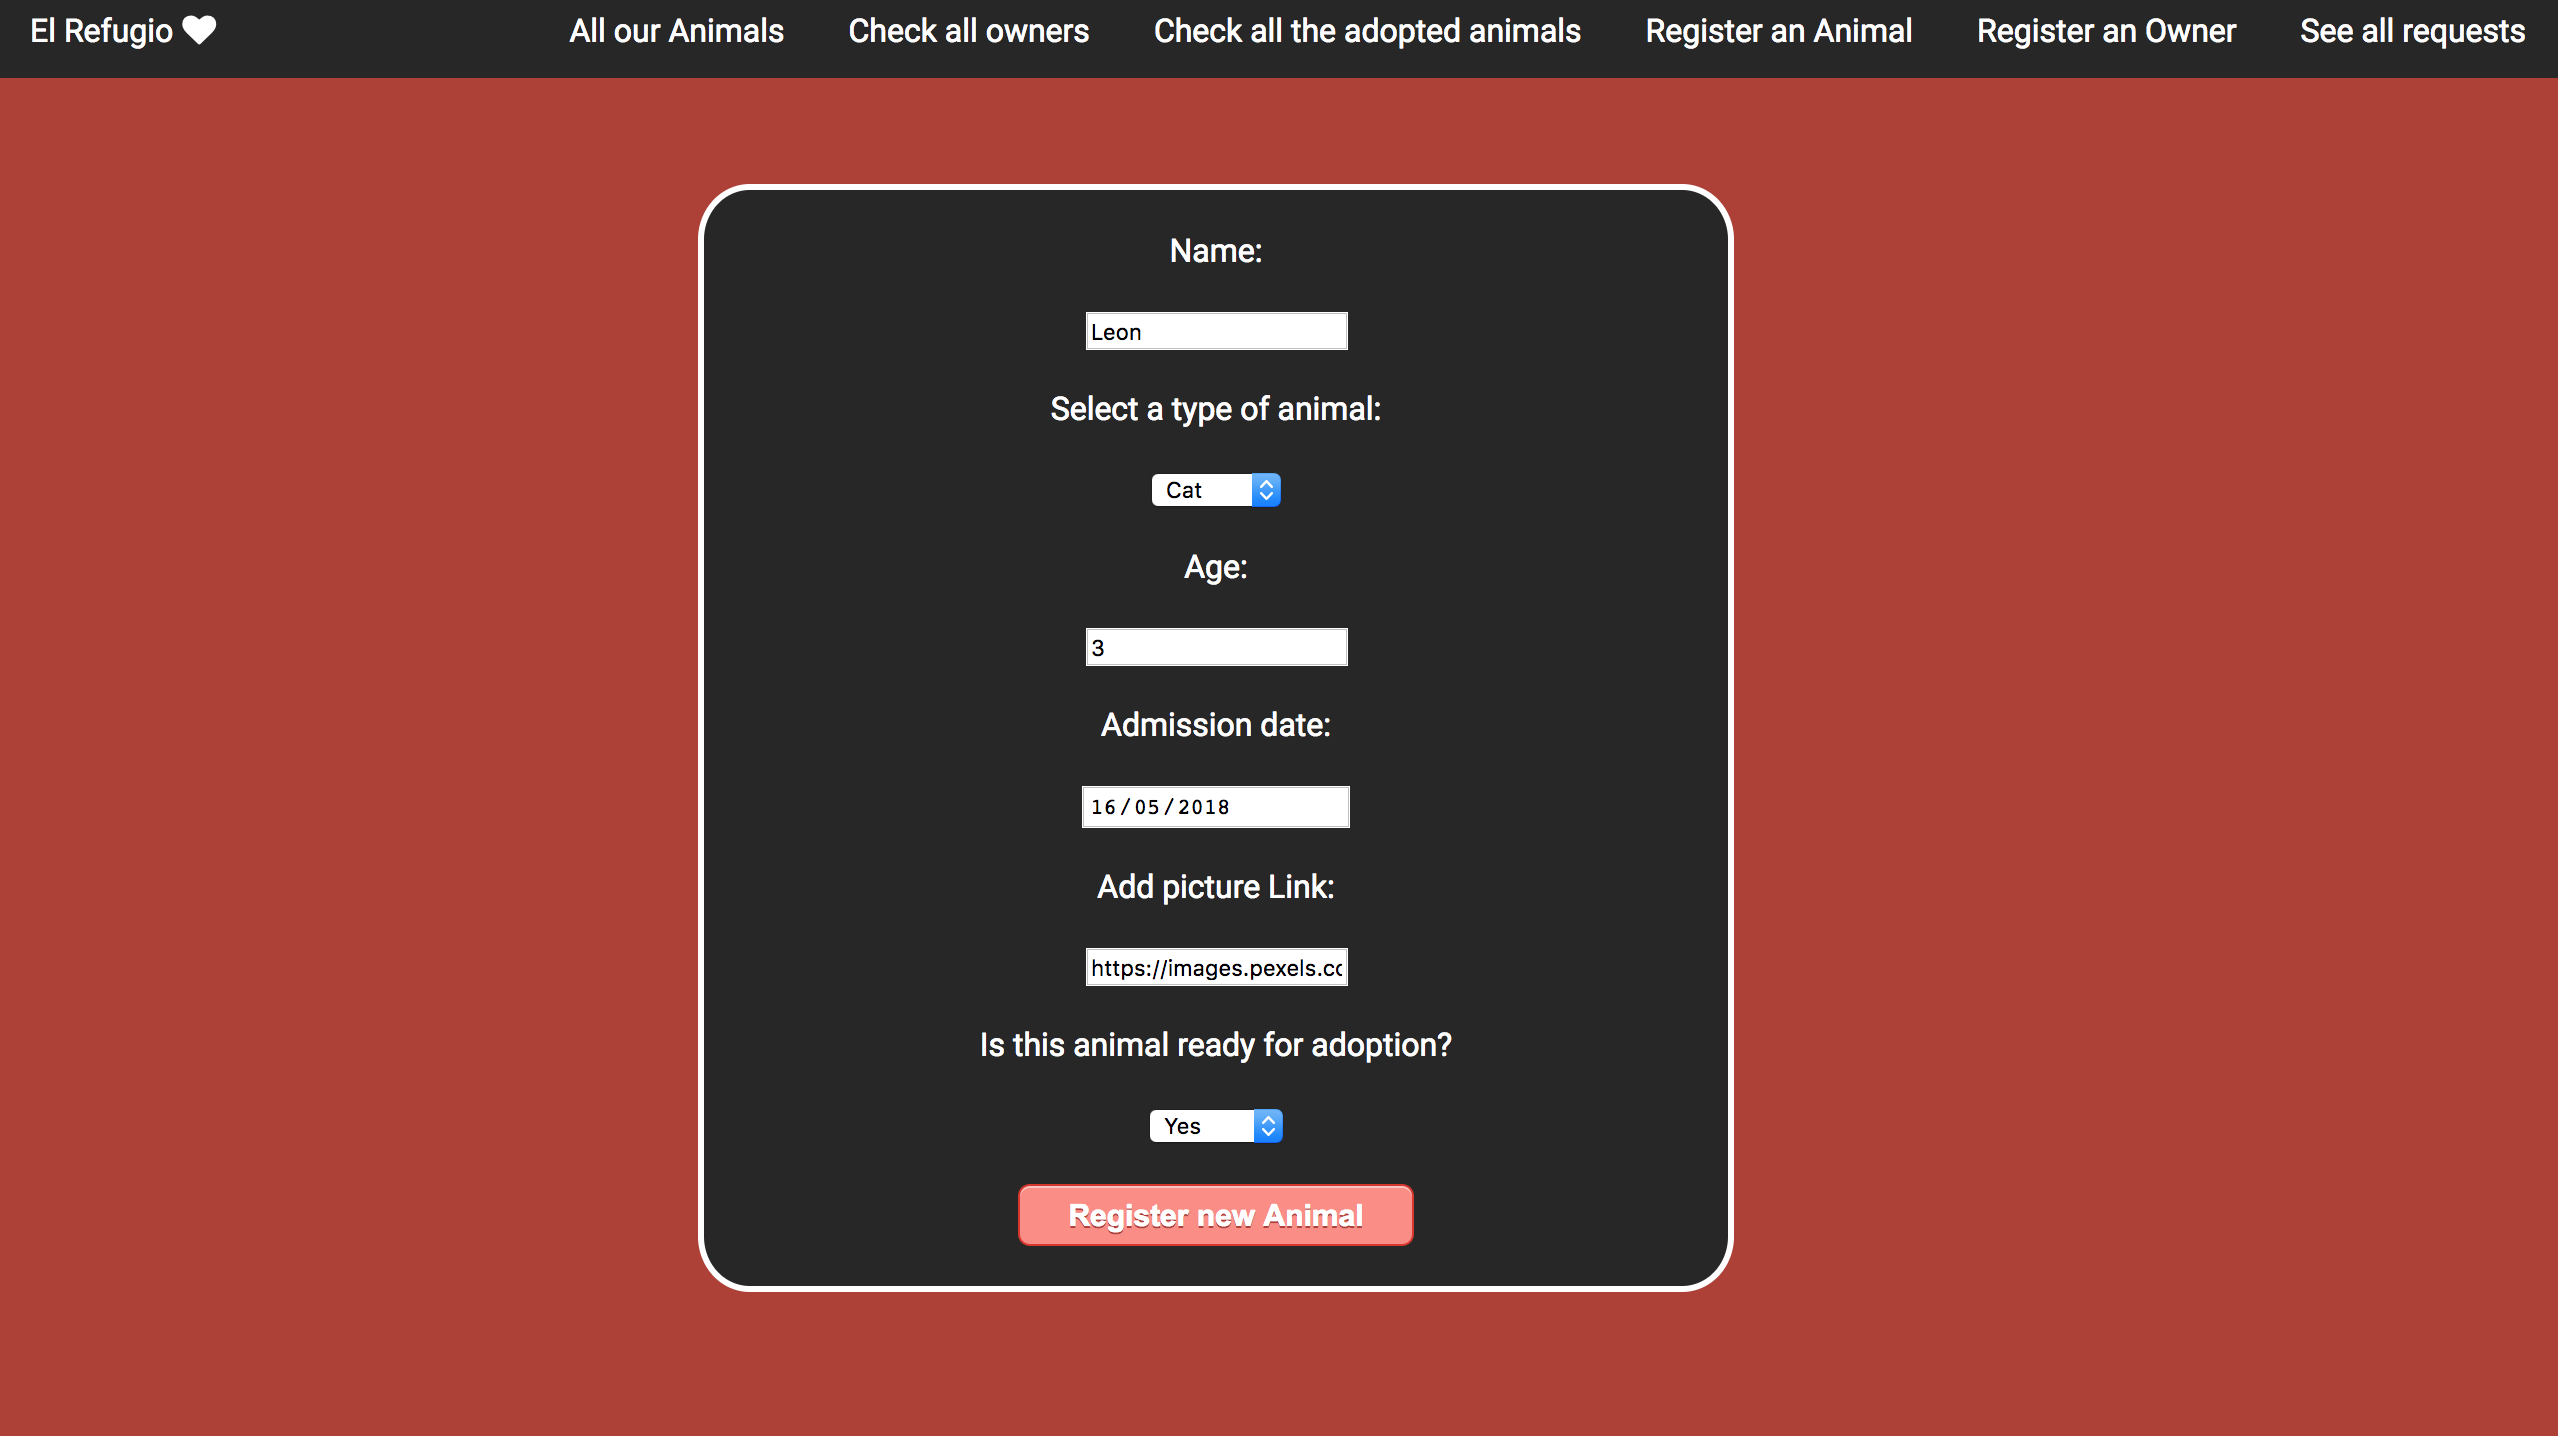 El Refugio All our Animals Check all owners Check all the adopted animals Register an Animal Register an Owner See all requests
Name:
Leon
Select a type of animal:
Cat
Age:
3
Admission date:
16/05/2018
Add picture Link:
https://images.pexels.cc
Is this animal ready for adoption?
Yes
Register new Animal